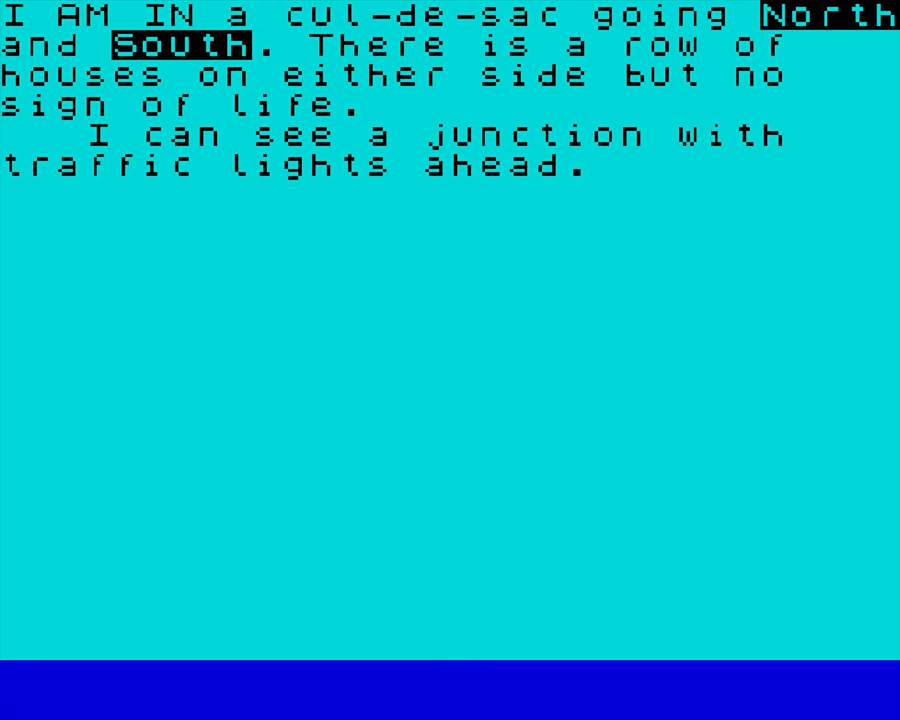 I AM IN a cul-de-sac going North
and South. There is a row of
houses on either side but no
sign of life.
I can see a junction with
traffic lights ahead.